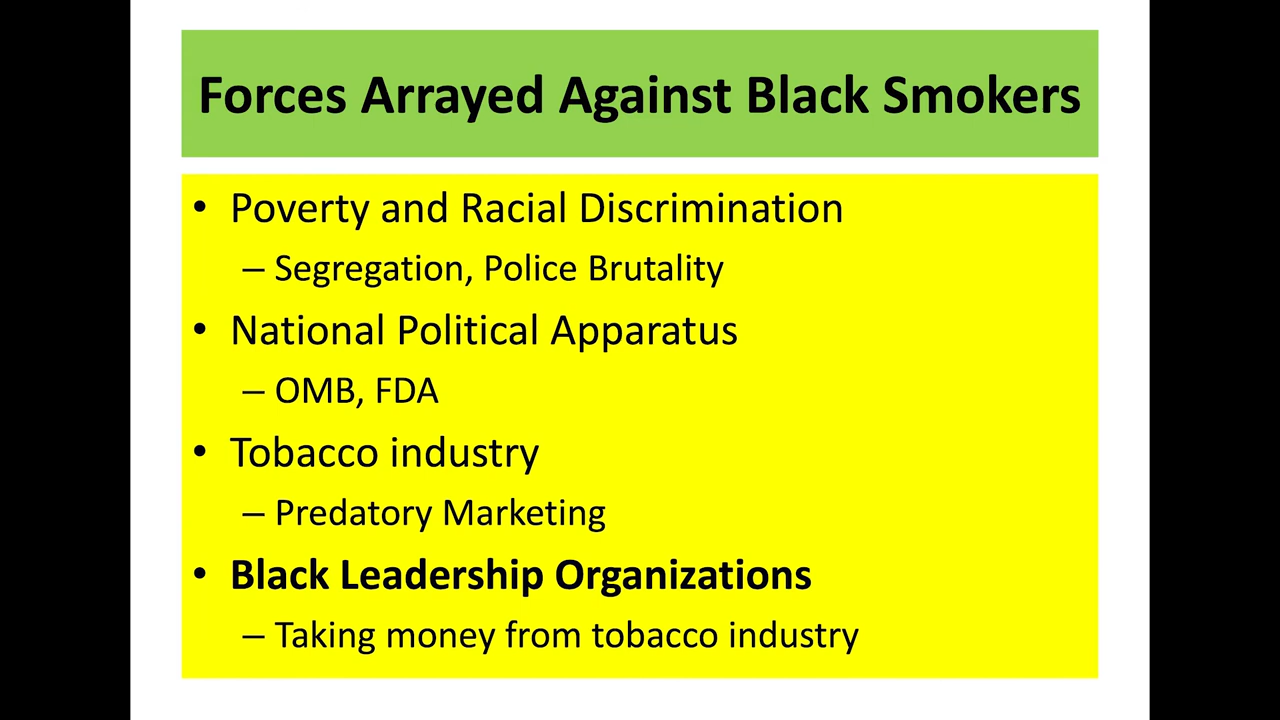 Forces Arrayed Against Black Smokers
• Poverty and Racial Discrimination
– Segregation, Police Brutality
• National Political Apparatus
– OMB, FDA
• Tobacco industry
– Predatory Marketing
• Black Leadership Organizations
– Taking money from tobacco industry